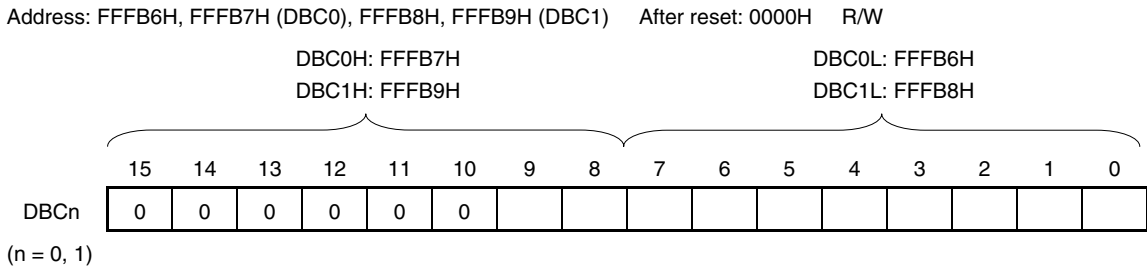 Address: FFFB6H, FFFB7H (DBC0), FFFB8H, FFFB9H (DBC1) After reset: 0000H R/W
DBC0H: FFFB7H DBC0L: FFFB6H
DBC1H: FFFB9H DBC1L: FFFB8H
15 14 13 12 11 10 9 8 7 6 5 4 3 2 1 0
DBCn 0 0 0 0 0 0
(n = 0, 1)